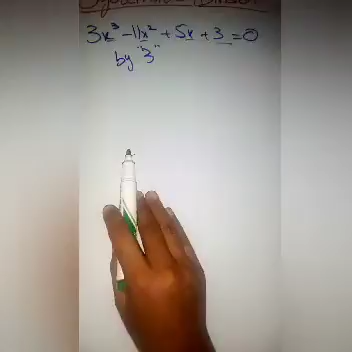 3x³ - 11x² + 5x + 3 = 0
by "3"